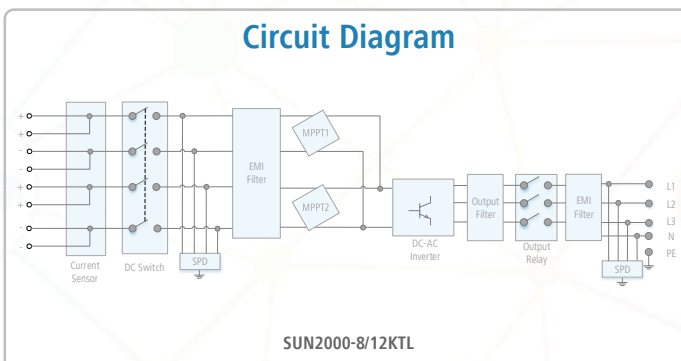 Circuit Diagram
+
+
-
-
+
+
-
-
Current
Sensor
DC Switch
SPD
EMI
Filter
MPPT1
MPPT2
DC-AC
Inverter
Output
Filter
Output
Relay
EMI
Filter
SPD
L1
L2
L3
N
PE
SUN2000-8/12KTL